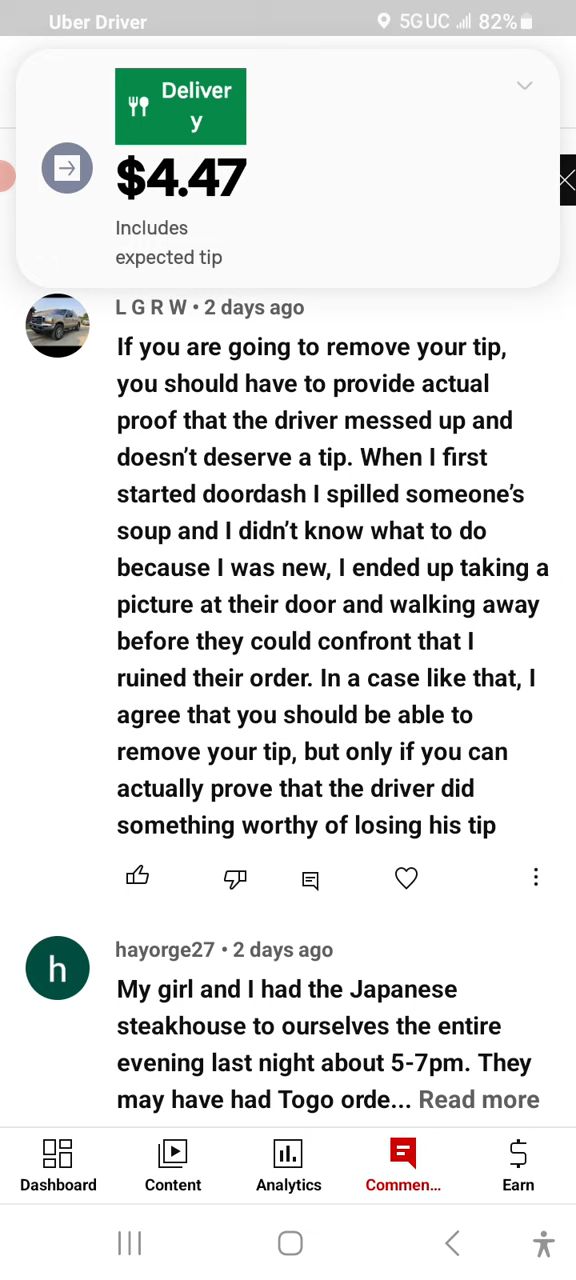 Uber Driver
5G UC 82%
Deliver
y
$4.47
Includes
expected tip
L G R W • 2 days ago
If you are going to remove your tip,
you should have to provide actual
proof that the driver messed up and
doesn’t deserve a tip. When I first
started doordash I spilled someone’s
soup and I didn’t know what to do
because I was new, I ended up taking a
picture at their door and walking away
before they could confront that I
ruined their order. In a case like that, I
agree that you should be able to
remove your tip, but only if you can
actually prove that the driver did
something worthy of losing his tip
h
hayorge27 • 2 days ago
My girl and I had the Japanese
steakhouse to ourselves the entire
evening last night about 5-7pm. They
may have had Togo orde... Read more
Dashboard
Content
Analytics
Commen...
Earn